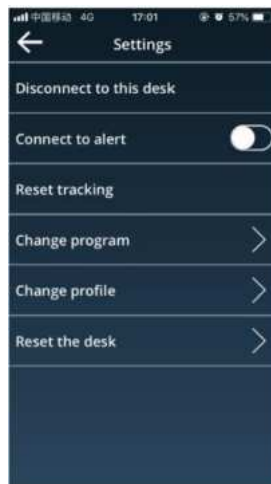 中国移动 4G 17:01 57%
Settings
Disconnect to this desk
Connect to alert
Reset tracking
Change program
Change profile
Reset the desk